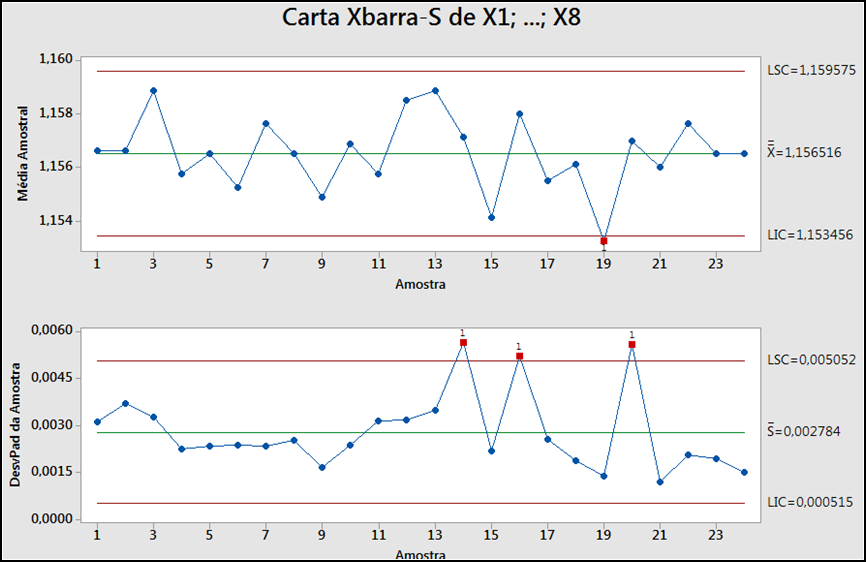 Carta Xbarra-S de X1; ...; X8
1,160
1,158
1,156
1,154
Média Amostral
LSC=1,159575
X̿=1,156516
LIC=1,153456
1
1 3 5 7 9 11 13 15 17 19 21 23
Amostra
0,0060
0,0045
0,0030
0,0015
0,0000
DesvPad da Amostra
1 1 1
LSC=0,005052
S̅=0,002784
LIC=0,000515
1 3 5 7 9 11 13 15 17 19 21 23
Amostra